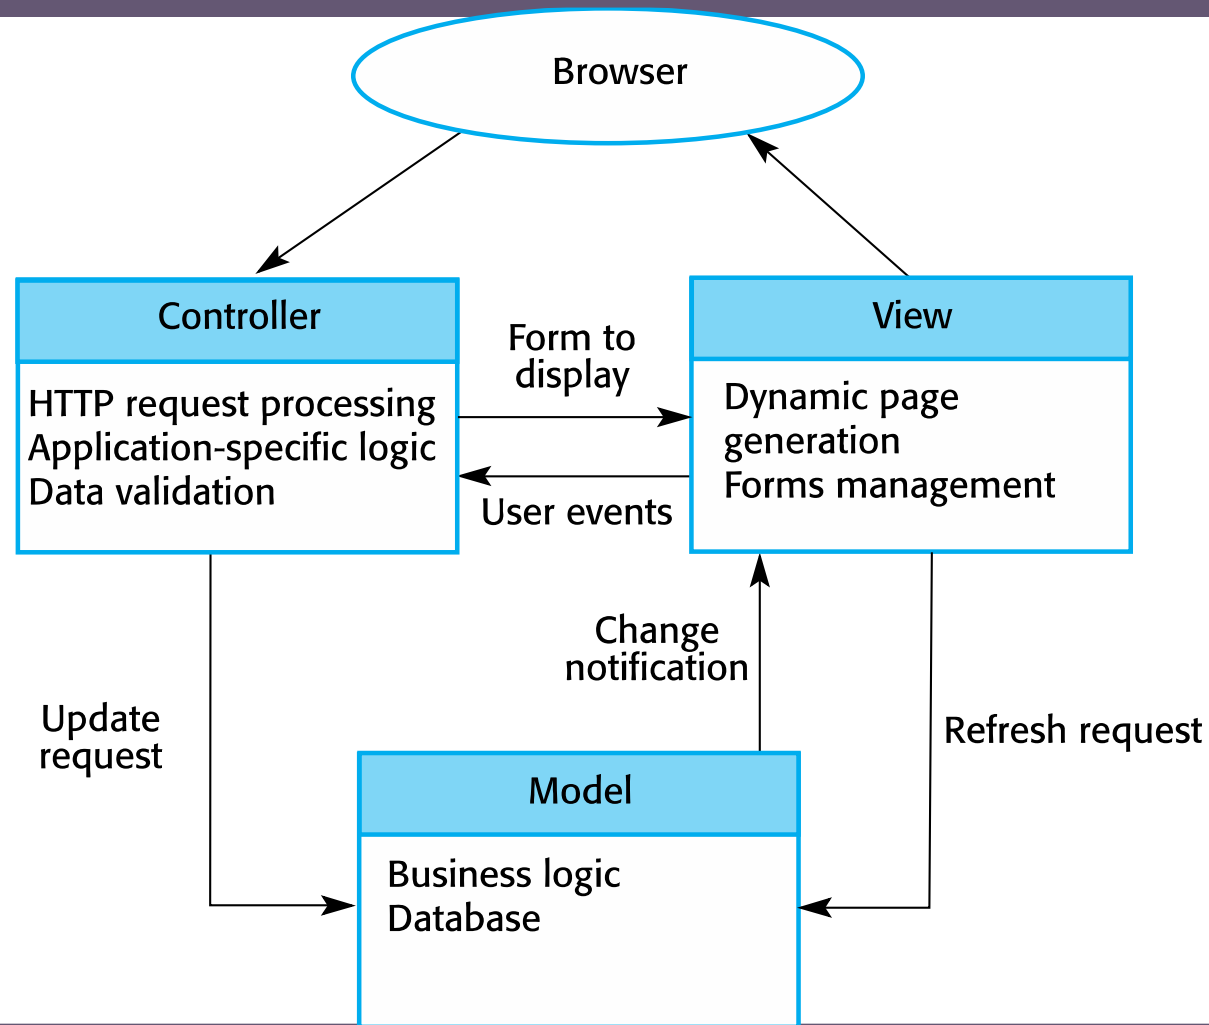 Browser
Controller
HTTP request processing
Application-specific logic
Data validation
Form to
display
User events
View
Dynamic page
generation
Forms management
Update
request
Change
notification
Refresh request
Model
Business logic
Database